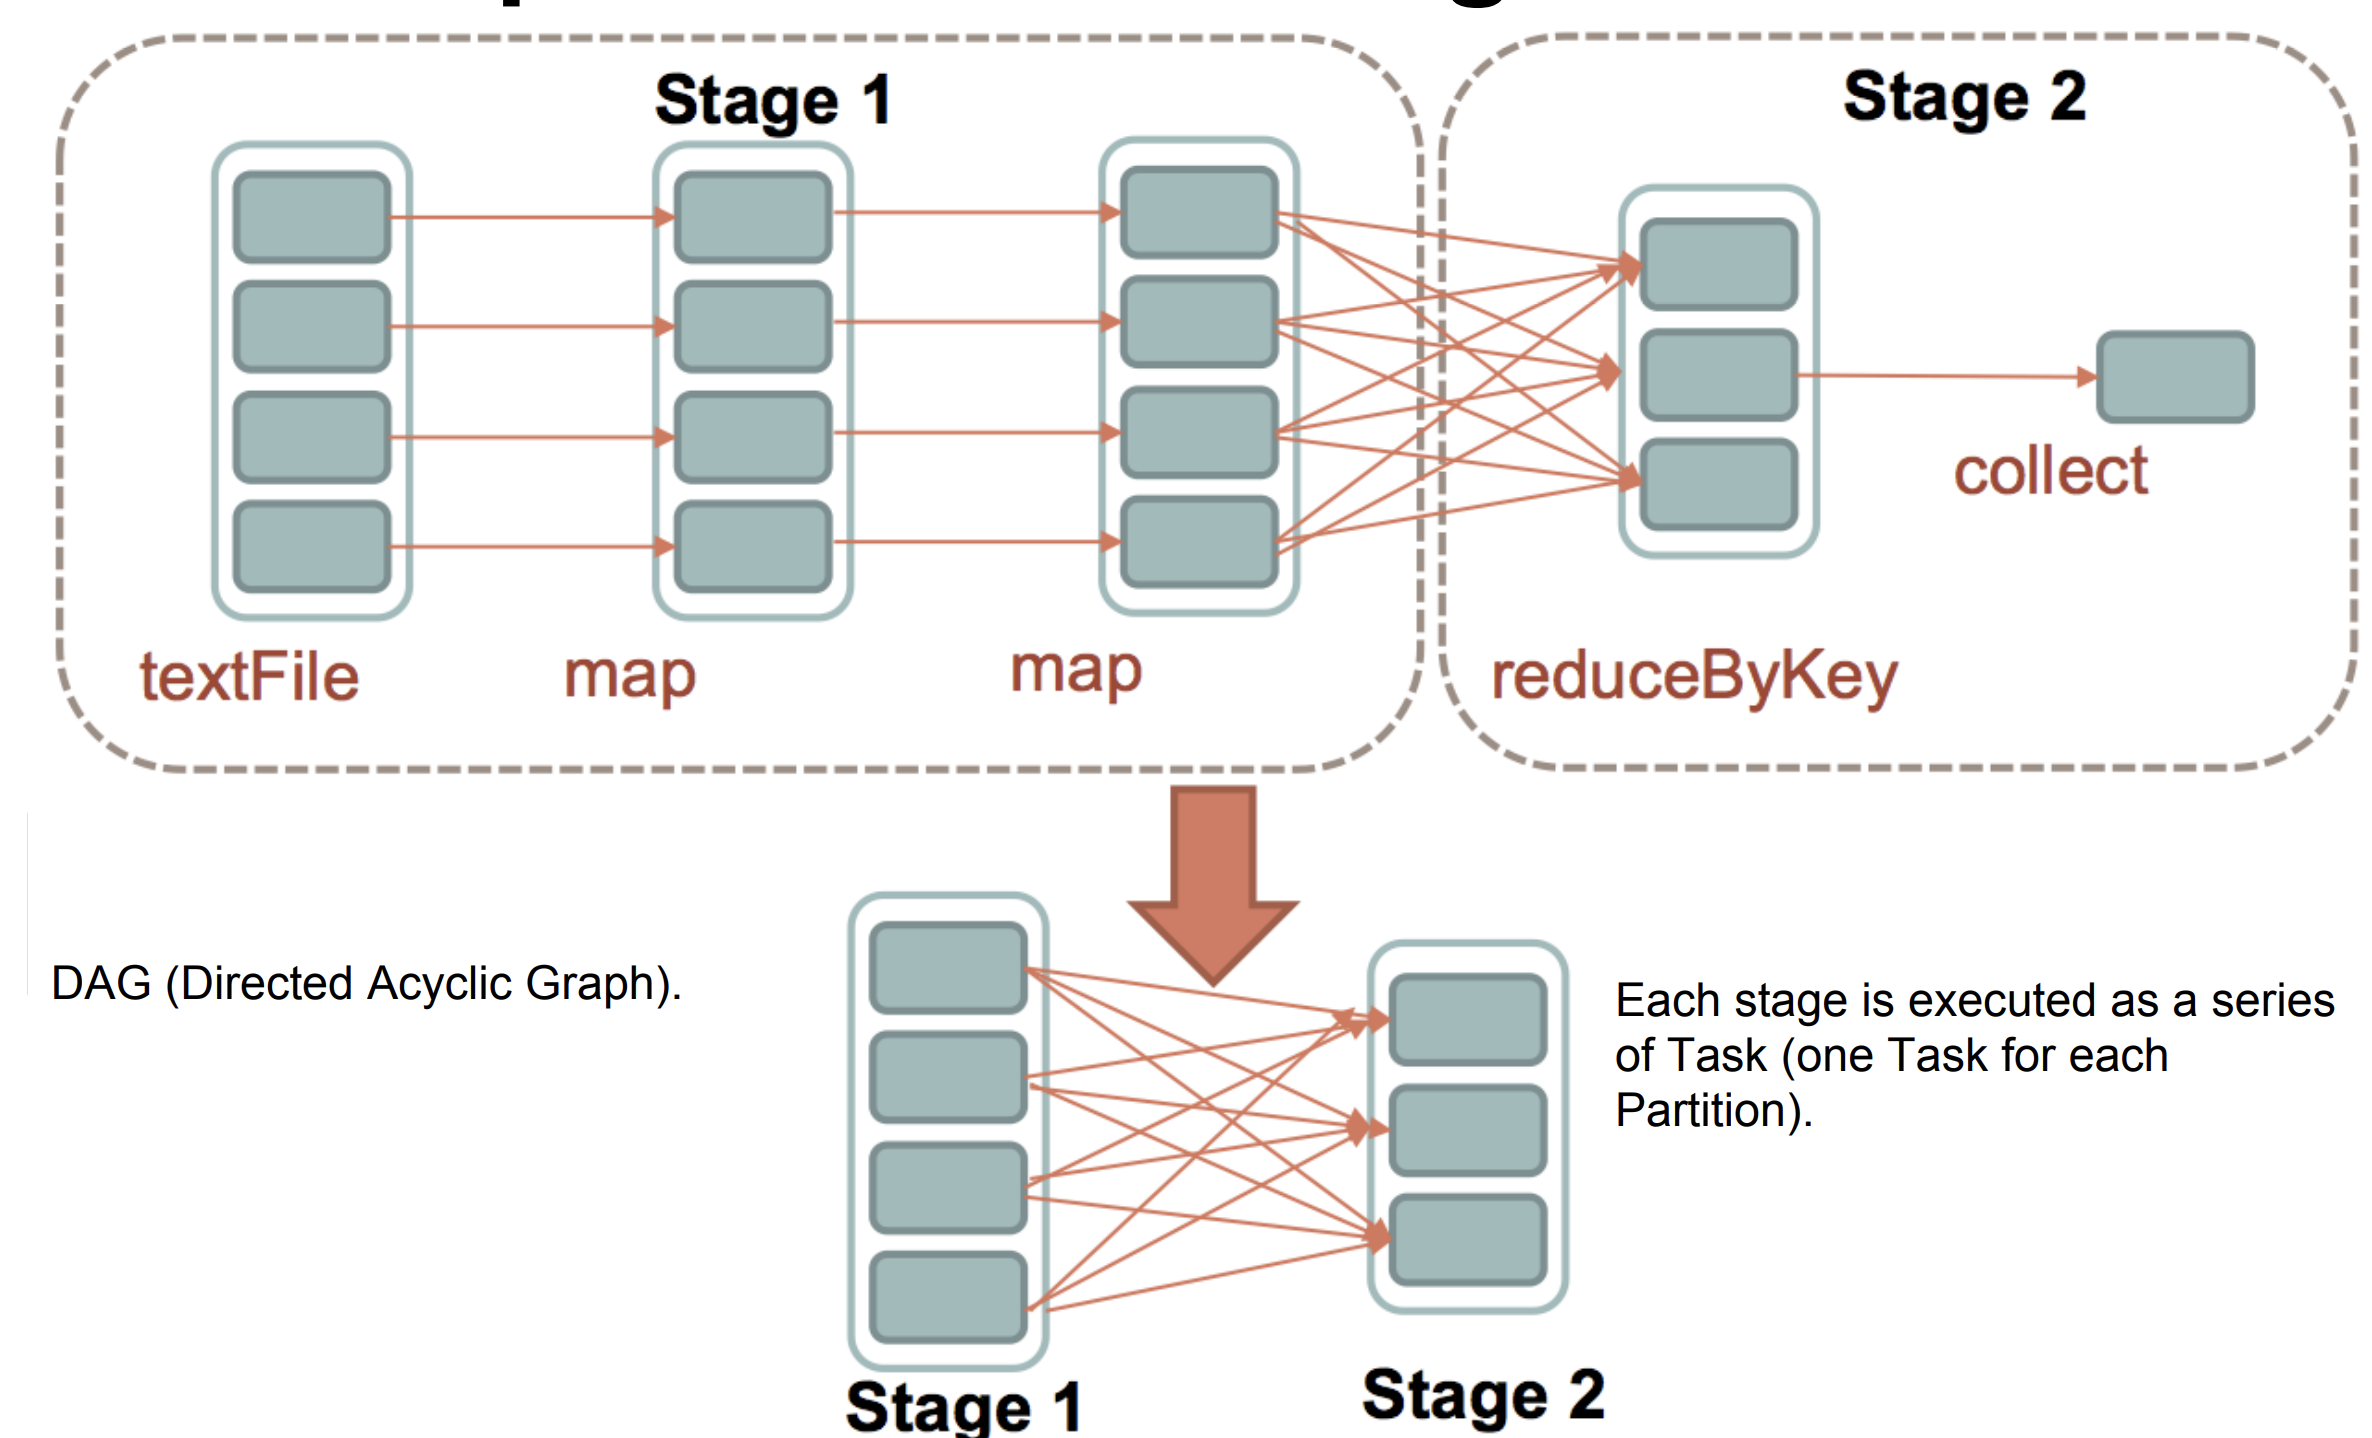 Stage 1
Stage 2
collect
textFile
map
map
reduceByKey
DAG (Directed Acyclic Graph).
Each stage is executed as a series
of Task (one Task for each
Partition).
Stage 1
Stage 2